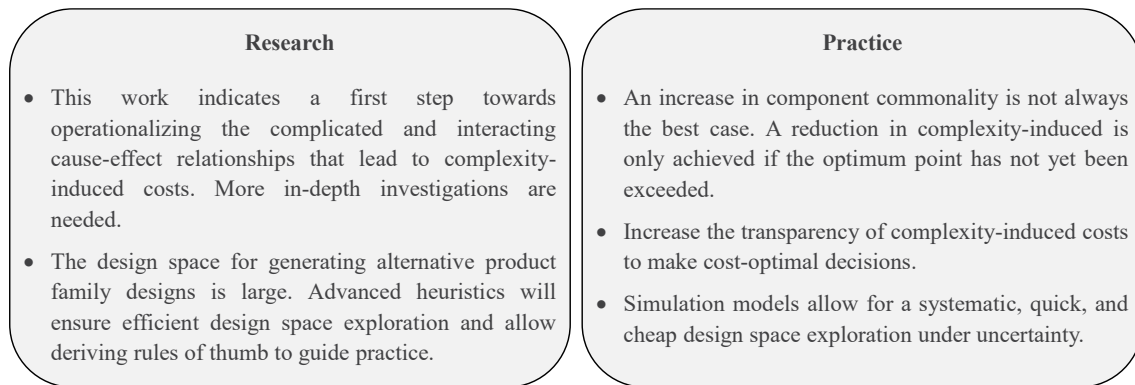 Research
• This work indicates a first step towards
operationalizing the complicated and interacting
cause-effect relationships that lead to complexity-
induced costs. More in-depth investigations are
needed.
• The design space for generating alternative product
family designs is large. Advanced heuristics will
ensure efficient design space exploration and allow
deriving rules of thumb to guide practice.
Practice
• An increase in component commonality is not always
the best case. A reduction in complexity-induced is
only achieved if the optimum point has not yet been
exceeded.
• Increase the transparency of complexity-induced costs
to make cost-optimal decisions.
• Simulation models allow for a systematic, quick, and
cheap design space exploration under uncertainty.